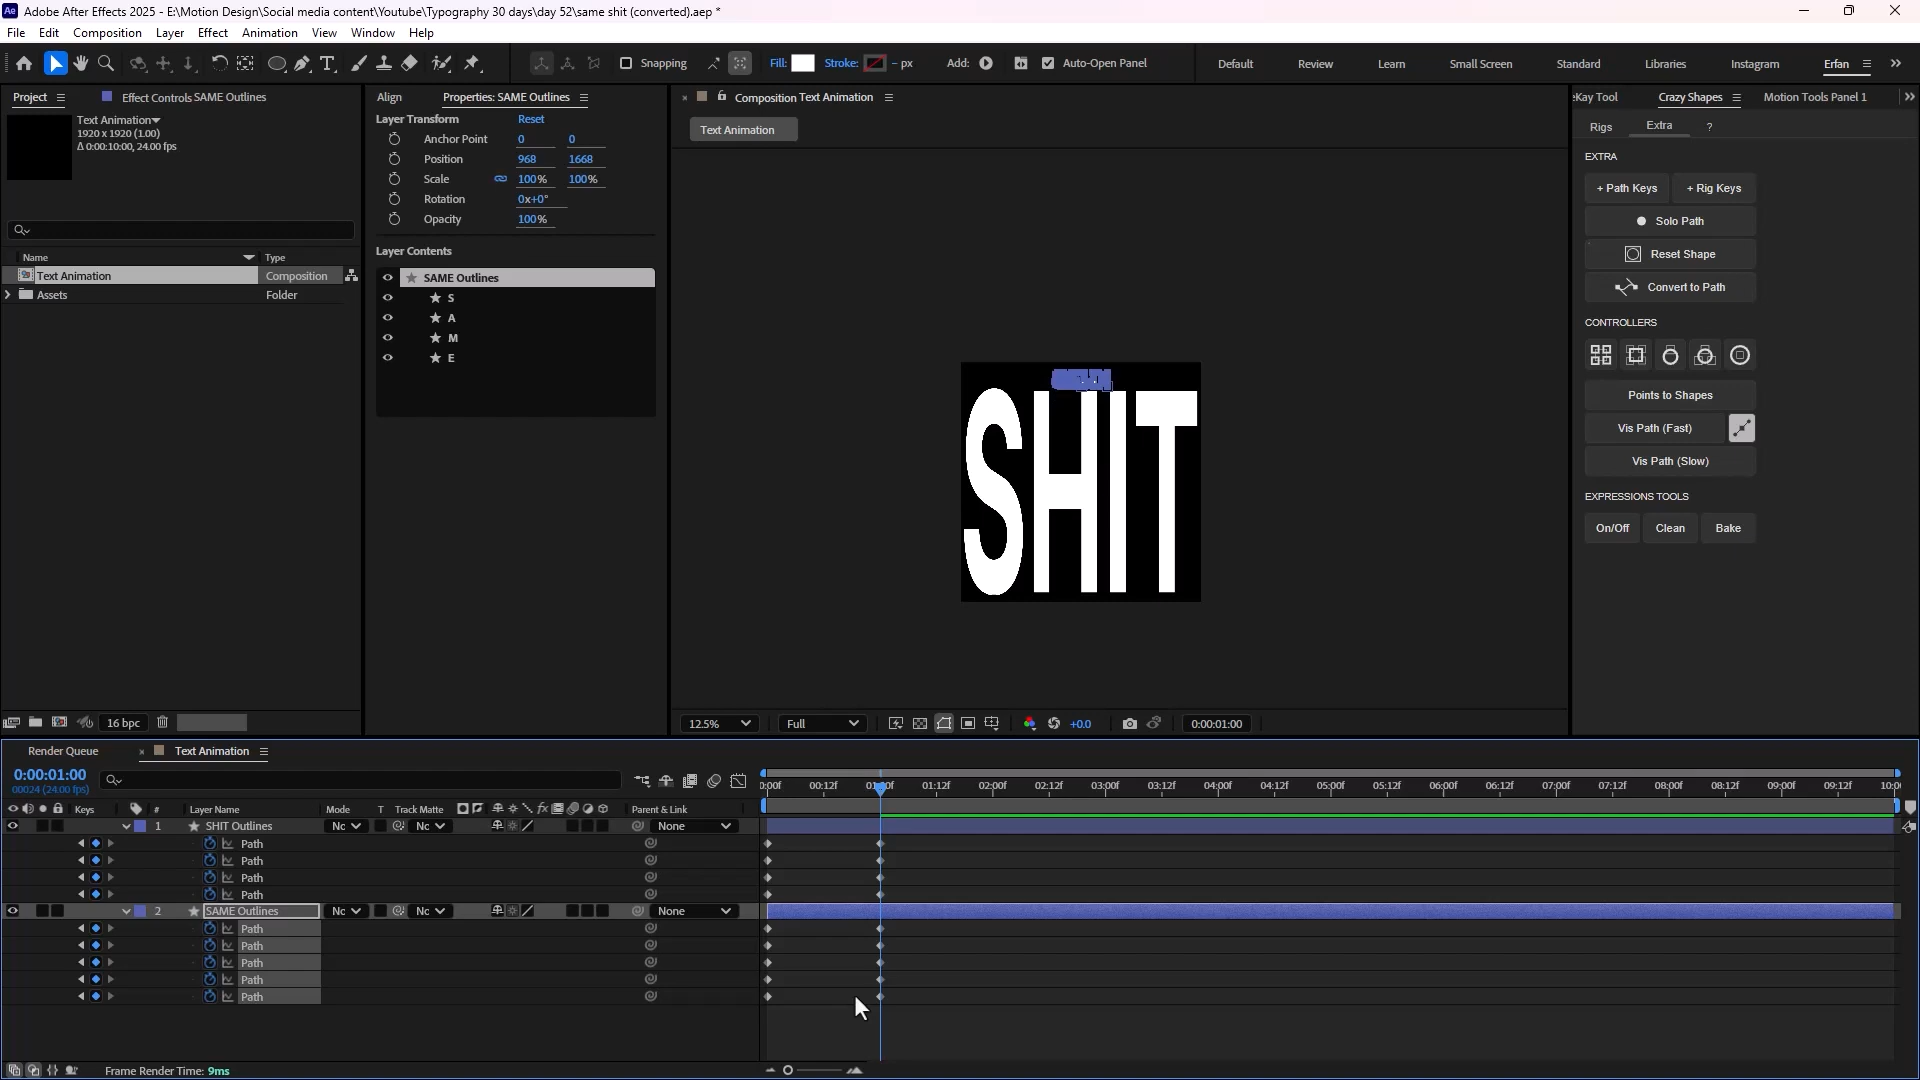 Adobe After Effects 2025 - E:\Motion Design\Social media content\Youtube\Typography 30 days\day 52\same shit (converted).aep *
File Edit Composition Layer Effect Animation View Window Help
Snapping Fill: Stroke: - px Add: Auto-Open Panel Default Review Learn Small Screen Standard Libraries Instagram Erfan
Project Effect Controls SAME Outlines
Text Animation
1920 x 1920 (1.00)
Δ 0:00:10:00, 24.00 fps
Name Type
Text Animation Composition
Assets Folder
16 bpc
Align Properties: SAME Outlines
Layer Transform Reset
Anchor Point 0 0
Position 968 1668
Scale 100% 100%
Rotation 0x+0°
Opacity 100%
Layer Contents
SAME Outlines
S
A
M
E
Composition Text Animation
Text Animation
SHIT
12.5% Full +0.0 0:00:01:00
eKay Tool Crazy Shapes Motion Tools Panel 1
Rigs Extra ?
EXTRA
+ Path Keys + Rig Keys
Solo Path
Reset Shape
Convert to Path
CONTROLLERS
Points to Shapes
Vis Path (Fast)
Vis Path (Slow)
EXPRESSIONS TOOLS
On/Off Clean Bake
Render Queue Text Animation
0:00:01:00
00024 (24.00 fps)
Keys # Layer Name Mode T Track Matte Parent & Link
:00f 00:12f 01:00f 01:12f 02:00f 02:12f 03:00f 03:12f 04:00f 04:12f 05:00f 05:12f 06:00f 06:12f 07:00f 07:12f 08:00f 08:12f 09:00f 09:12f 10:0
1 SHIT Outlines Nc Nc None
Path
Path
Path
Path
2 SAME Outlines Nc Nc None
Path
Path
Path
Path
Path
Frame Render Time: 9ms